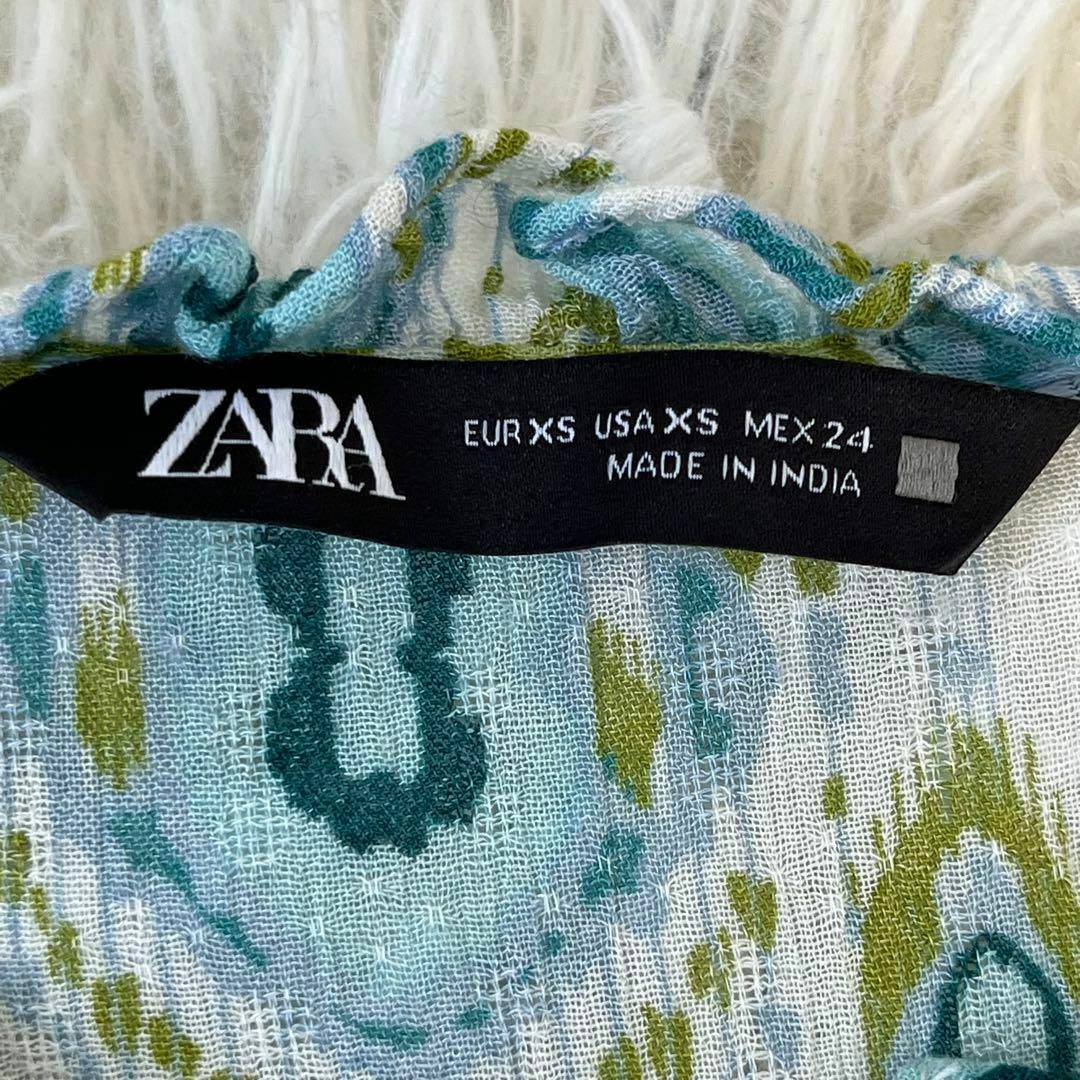 ZARA
EUR XS USA XS MEX 24
MADE IN INDIA